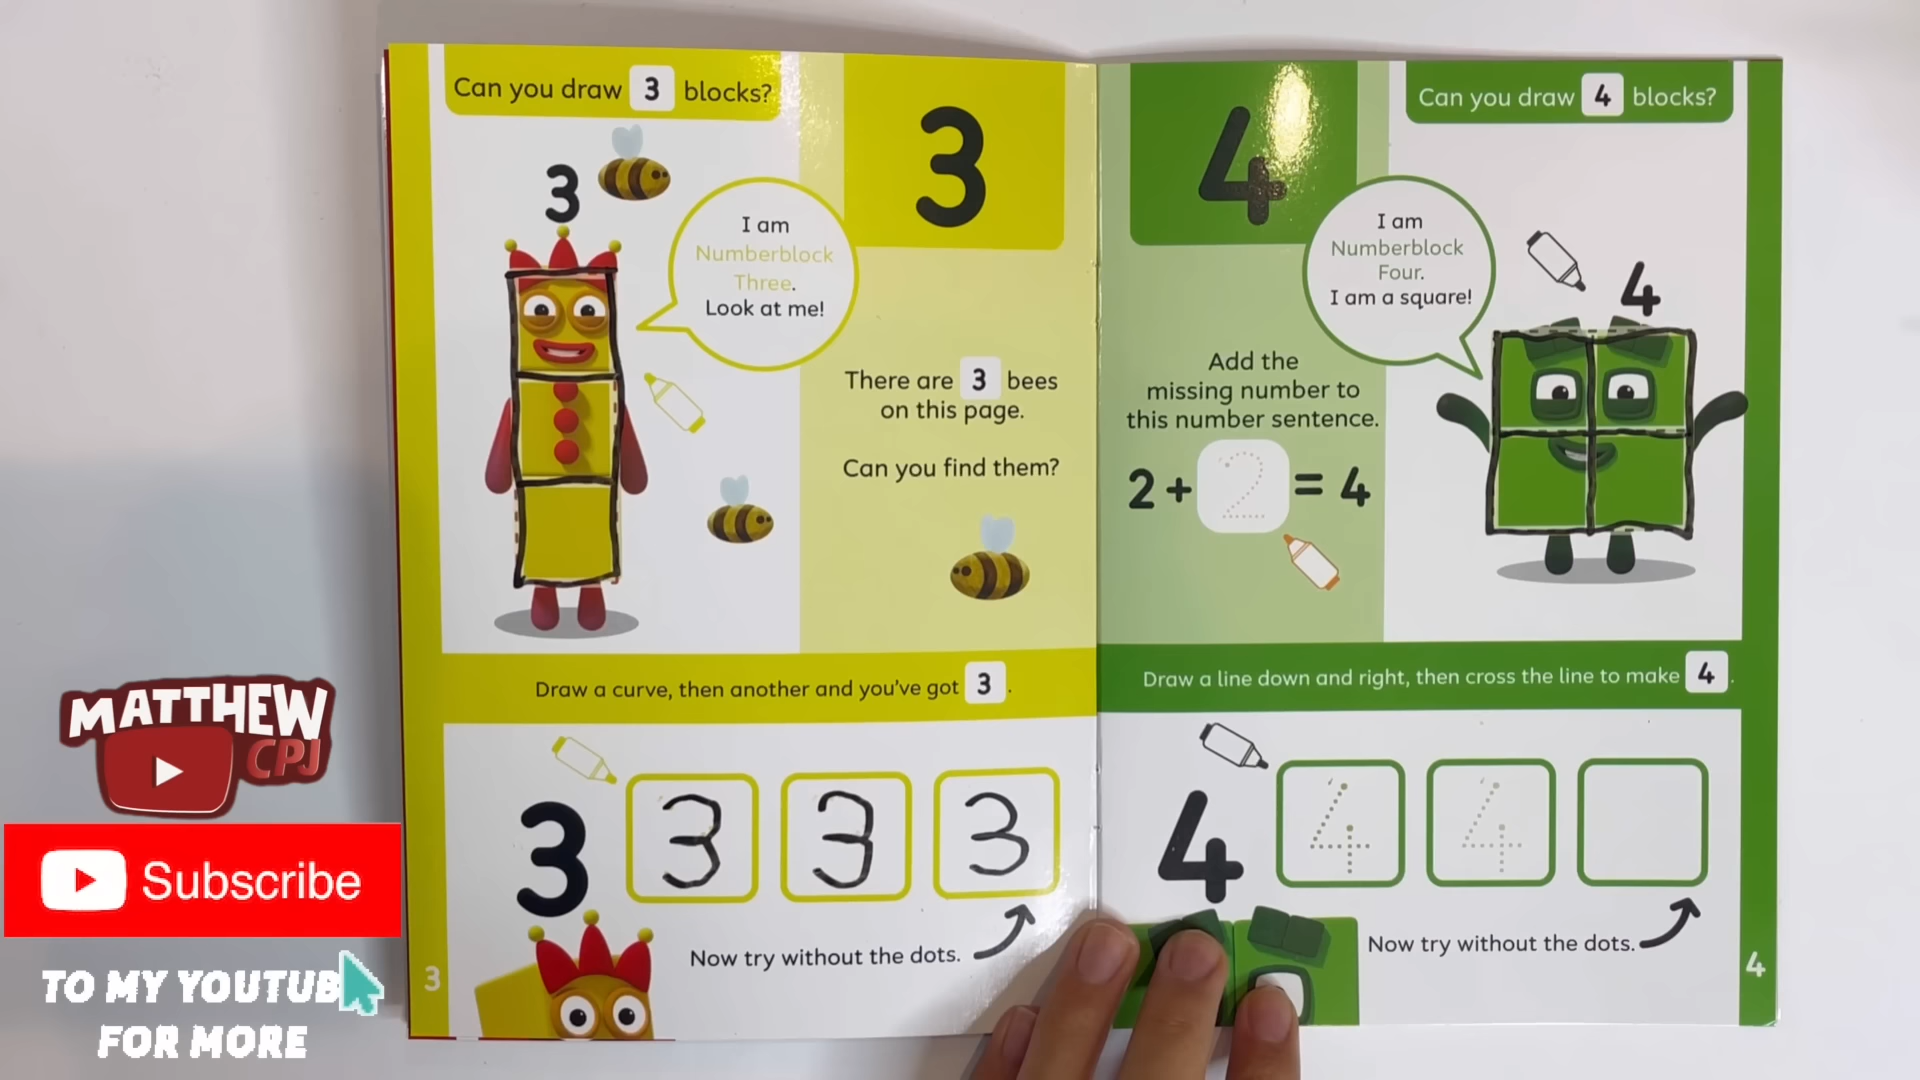 Can you draw 3 blocks?
3
3
I am
Numberblock
Three.
Look at me!
There are 3 bees
on this page.
Can you find them?
Draw a curve, then another and you've got 3.
3 3 3 3
Now try without the dots.
3
4
Can you draw 4 blocks?
I am
Numberblock
Four.
I am a square!
4
Add the
missing number to
this number sentence.
2 + 2 = 4
Draw a line down and right, then cross the line to make 4.
4 4 4
Now try without the dots.
4
MATTHEW
CPJ
Subscribe
TO MY YOUTUB
FOR MORE